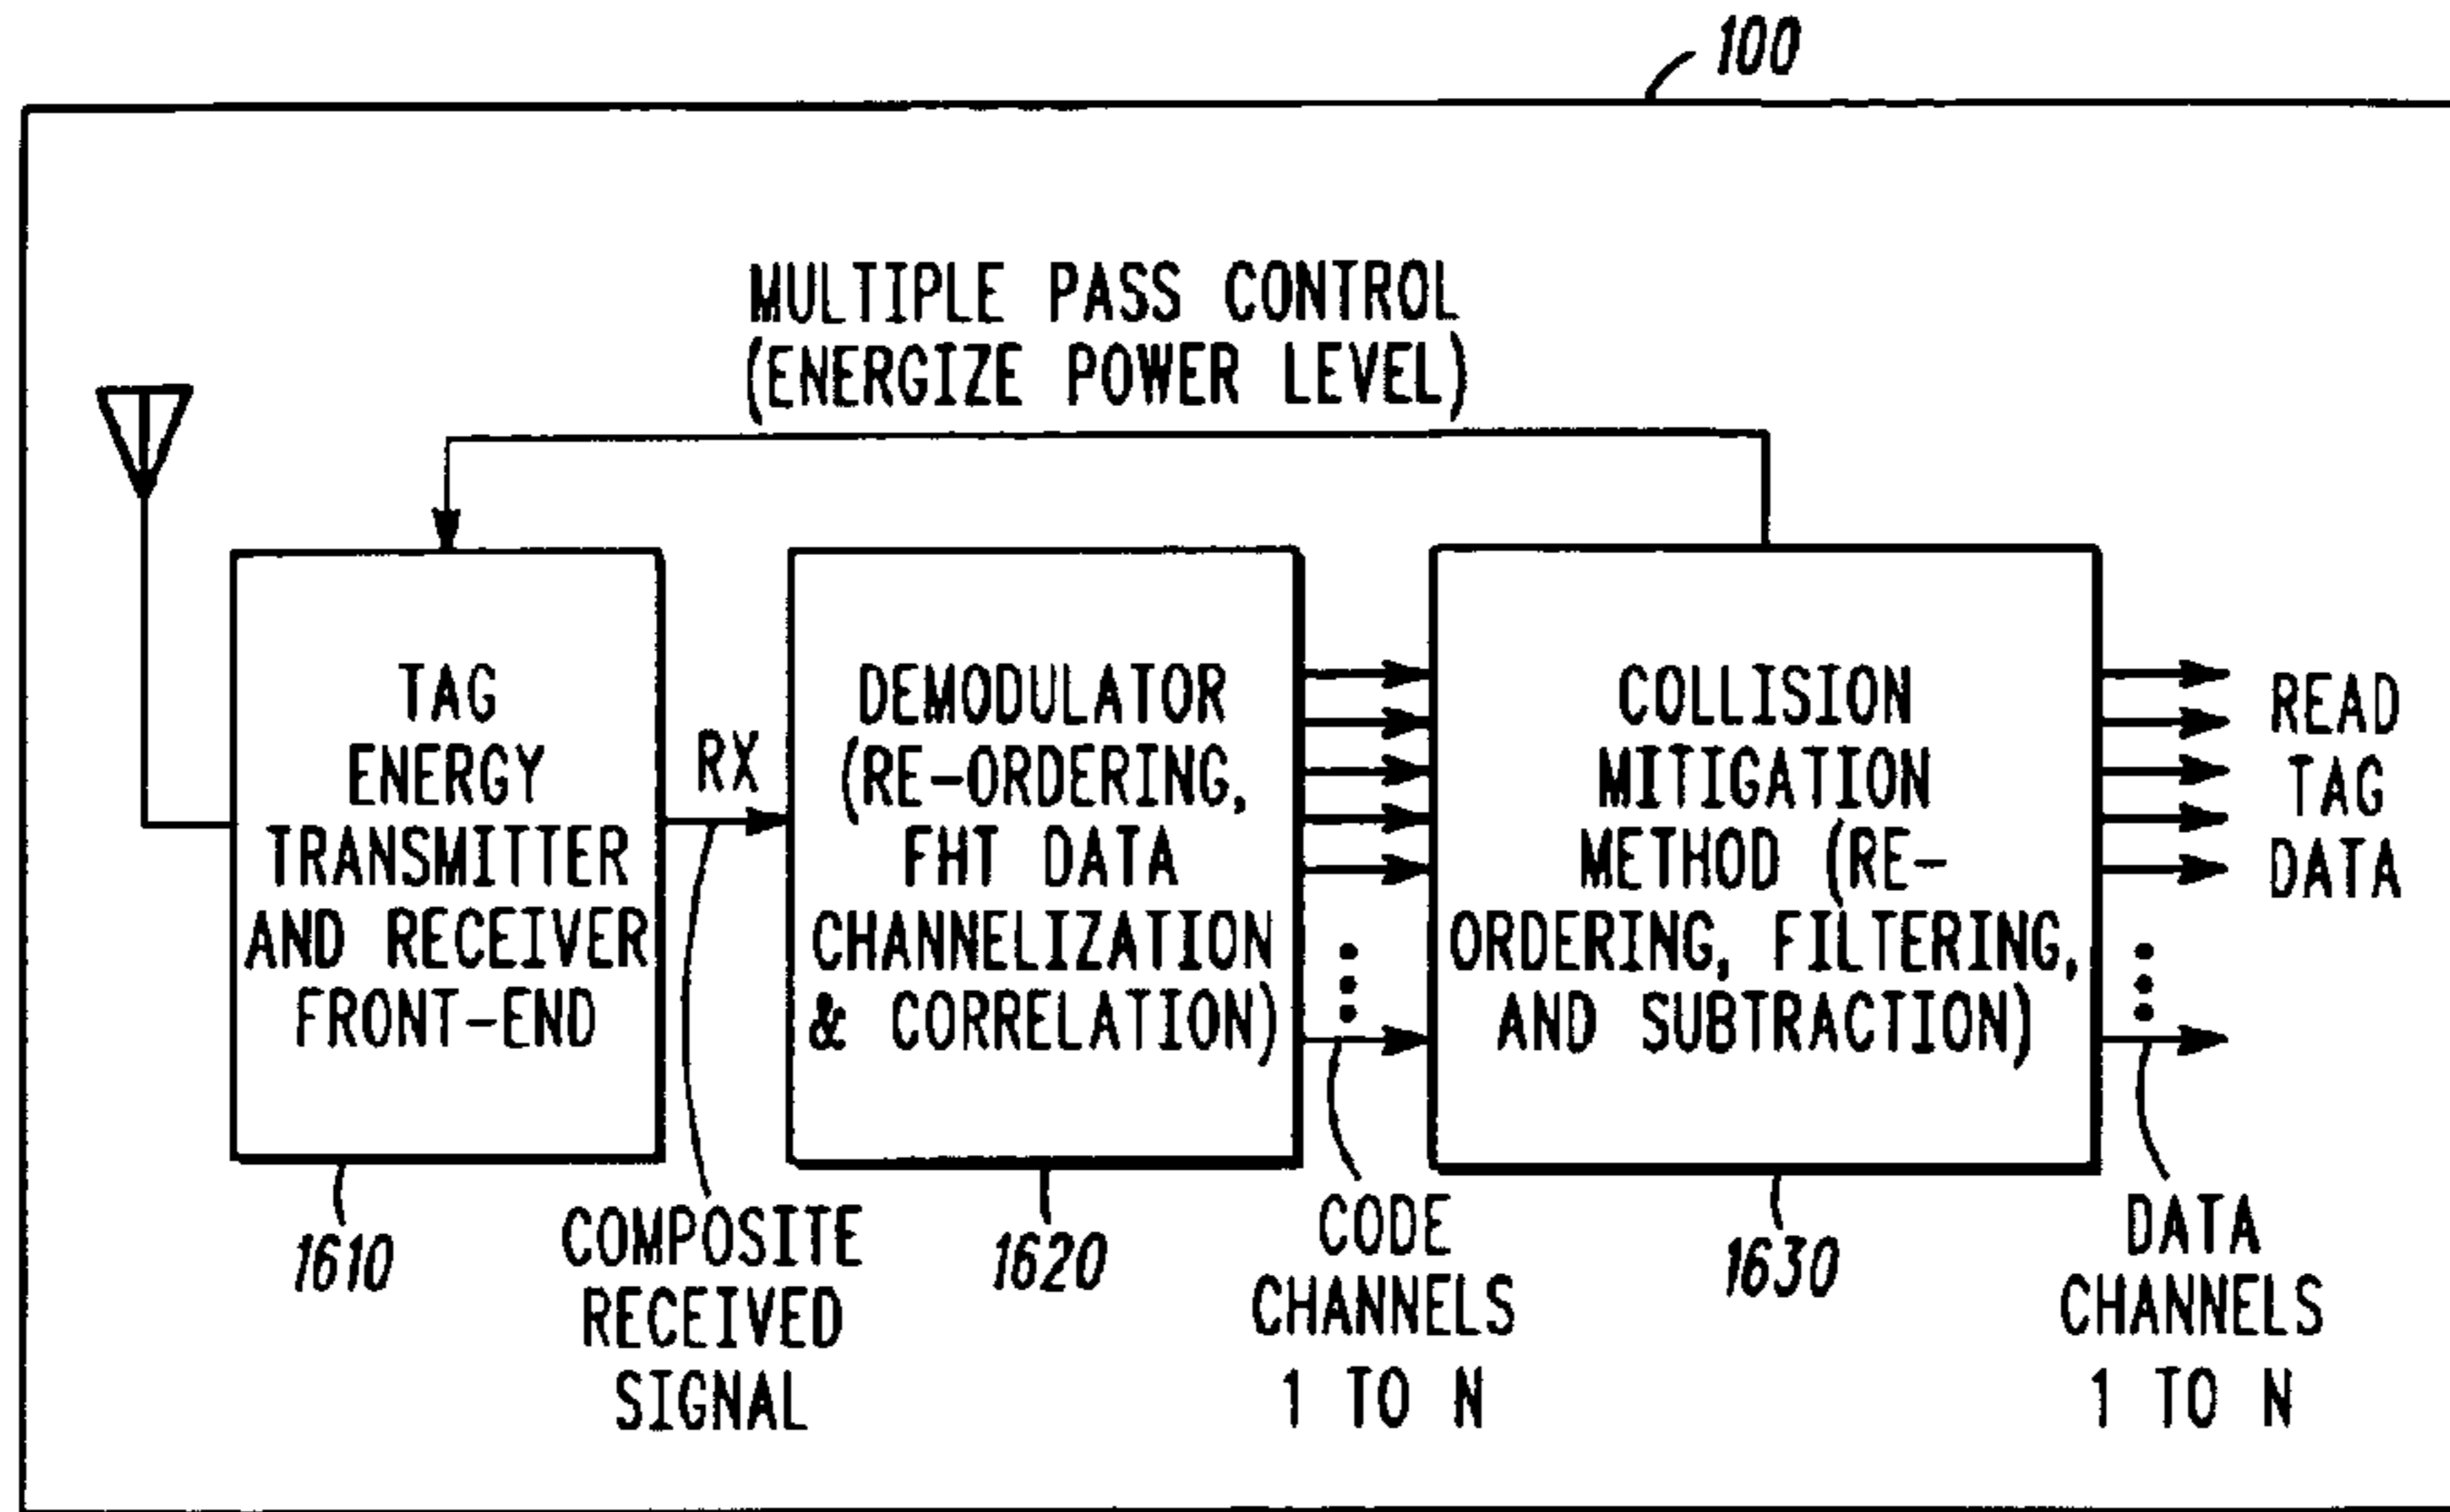 100
MULTIPLE PASS CONTROL
(ENERGIZE POWER LEVEL)
TAG
ENERGY
TRANSMITTER
AND RECEIVER
FRONT-END
1610
RX
COMPOSITE
RECEIVED
SIGNAL
DEMODULATOR
(RE-ORDERING,
FHT DATA
CHANNELIZATION
& CORRELATION)
1620
CODE
CHANNELS
1 TO N
COLLISION
MITIGATION
METHOD (RE-
ORDERING, FILTERING,
AND SUBTRACTION)
1630
READ
TAG
DATA
DATA
CHANNELS
1 TO N